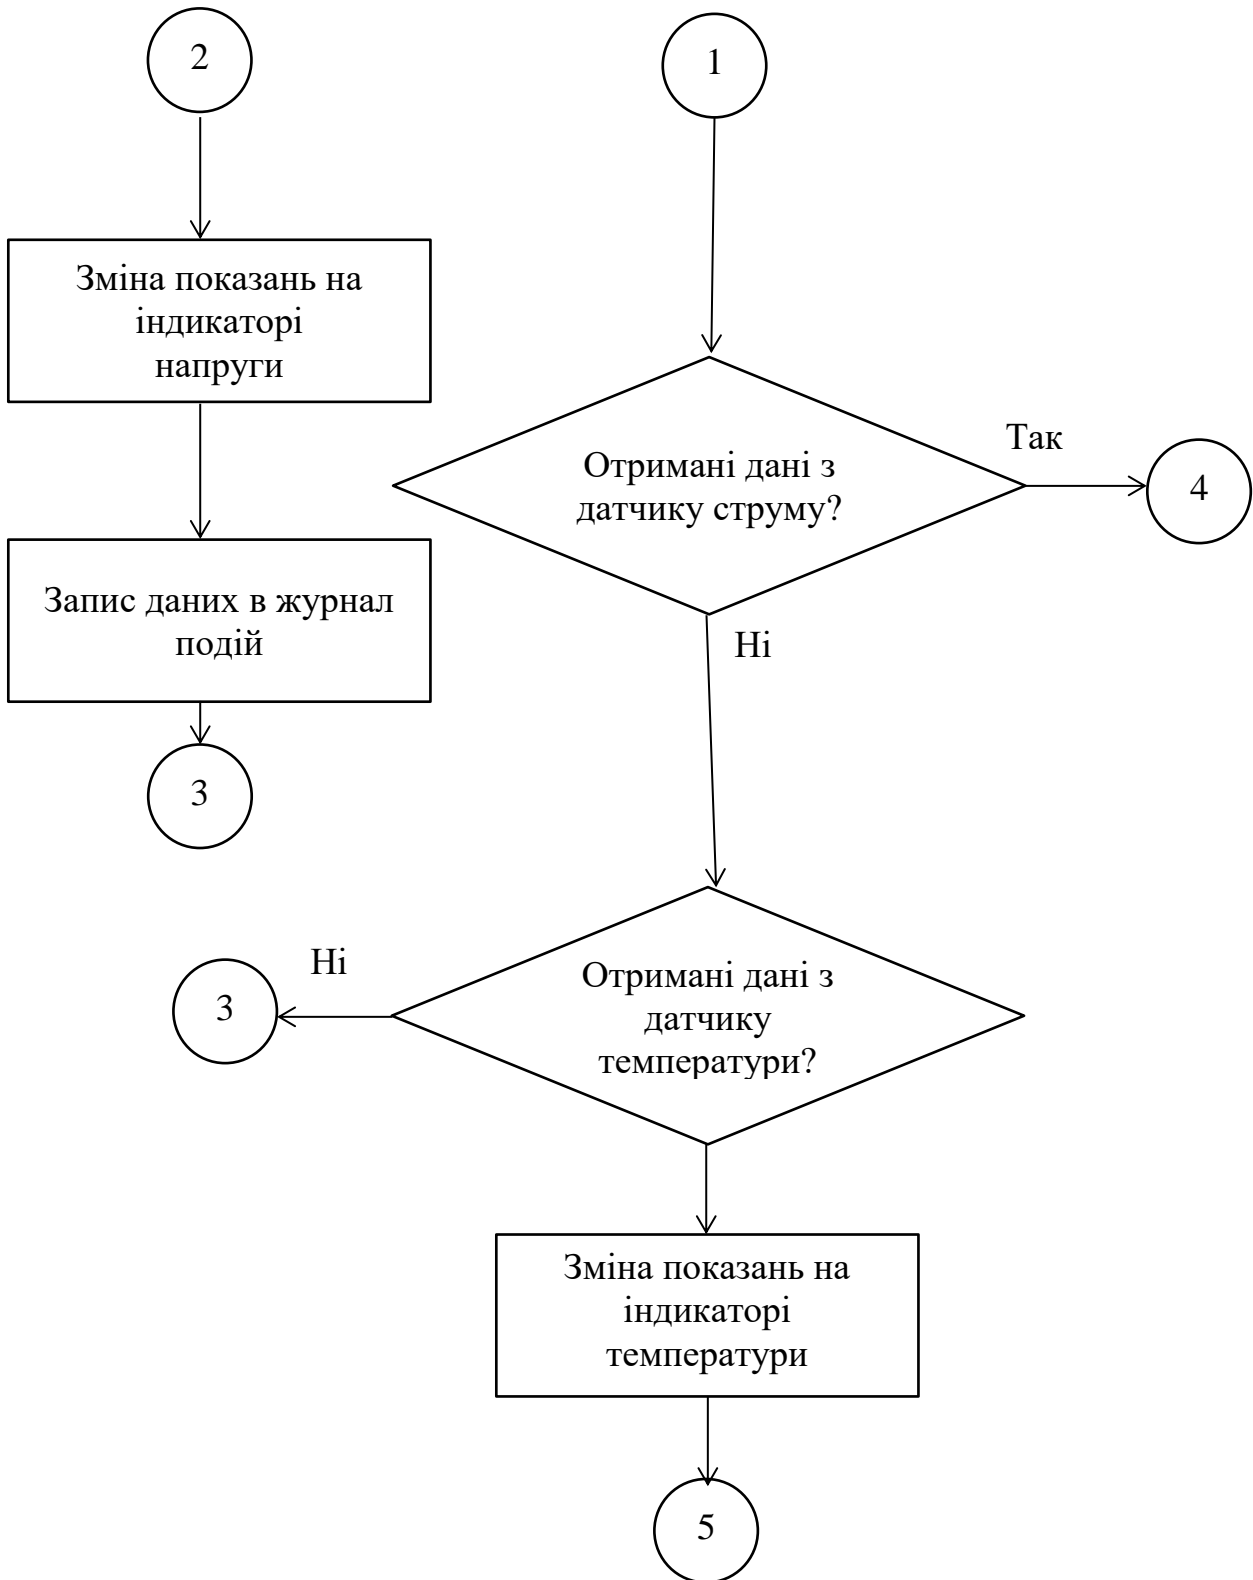 2
1
Зміна показань на
індикаторі
напруги
Так
Отримані дані з
датчику струму?
4
Запис даних в журнал
подій
Ні
3
Ні
Отримані дані з
датчику
температури?
3
Зміна показань на
індикаторі
температури
5